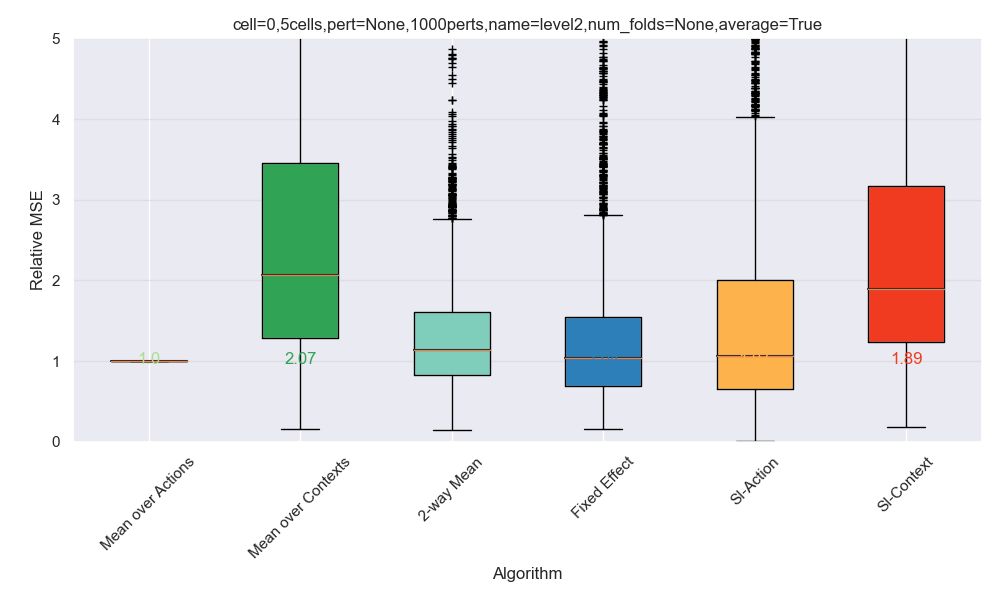 cell=0,5cells,pert=None,1000perts,name=level2,num_folds=None,average=True
5
4
3
2
1
0
Relative MSE
1.0
2.07
1.89
Mean over Actions
Mean over Contexts
2-way Mean
Fixed Effect
SI-Action
SI-Context
Algorithm